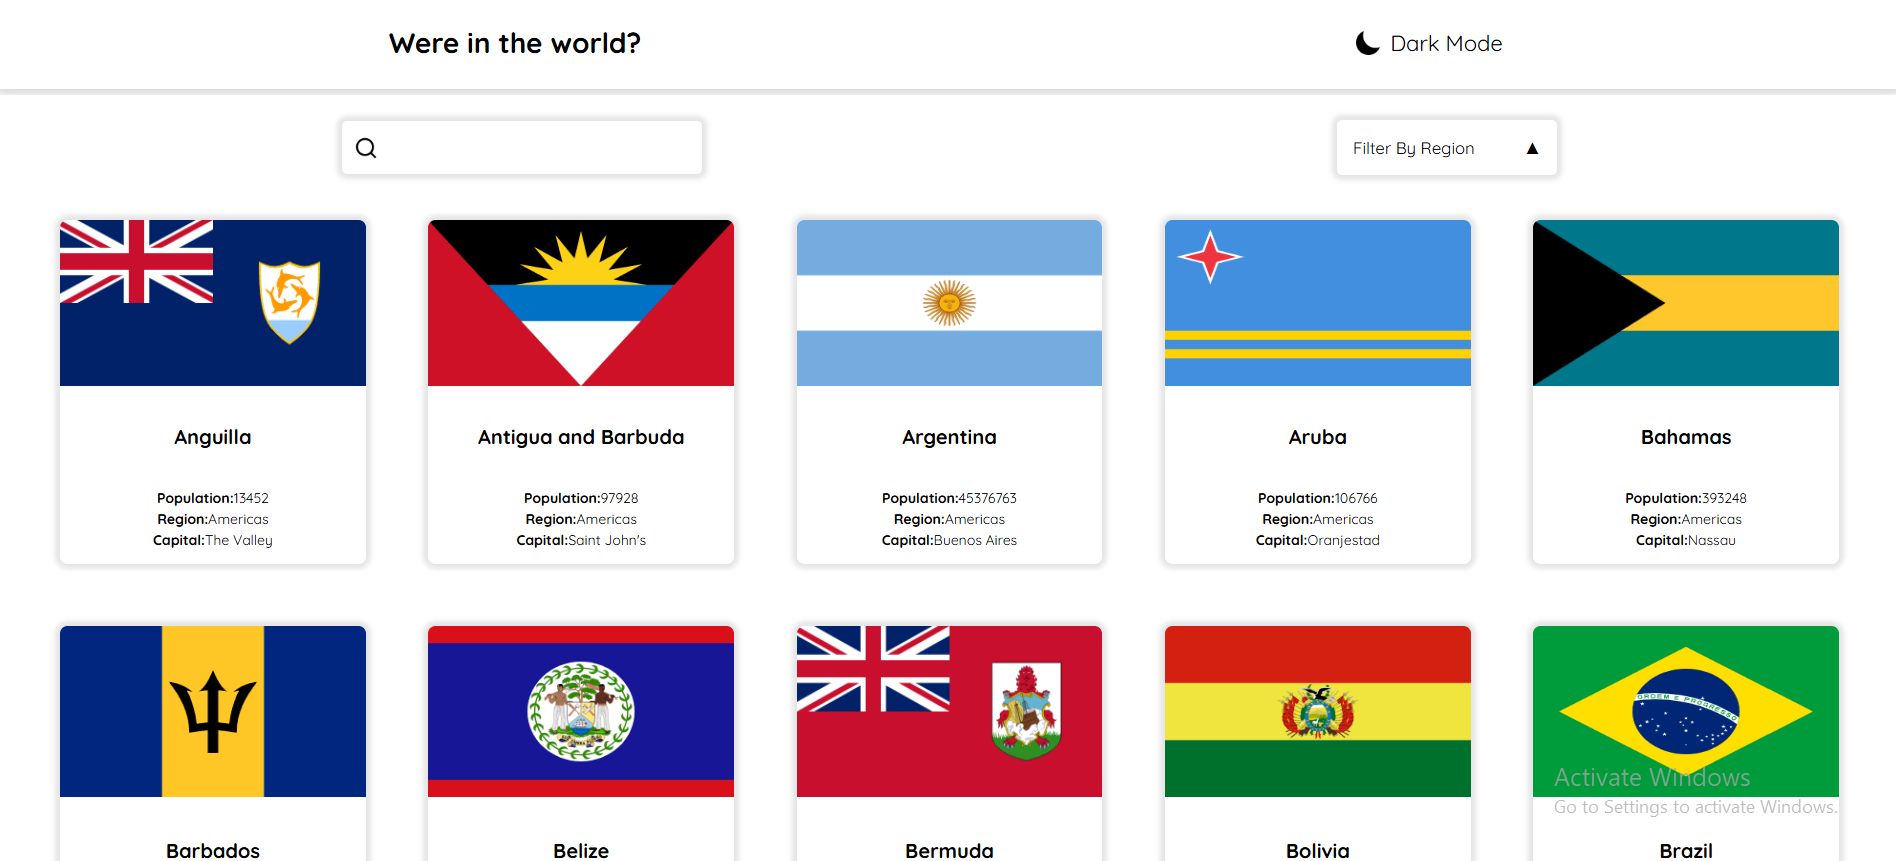 Were in the world?
Dark Mode
Filter By Region ▲
Anguilla
Population:13452
Region:Americas
Capital:The Valley
Antigua and Barbuda
Population:97928
Region:Americas
Capital:Saint John's
Argentina
Population:45376763
Region:Americas
Capital:Buenos Aires
Aruba
Population:106766
Region:Americas
Capital:Oranjestad
Bahamas
Population:393248
Region:Americas
Capital:Nassau
Barbados
Belize
Bermuda
Bolivia
ORDEM E PROGRESSO
Brazil
Activate Windows
Go to Settings to activate Windows.